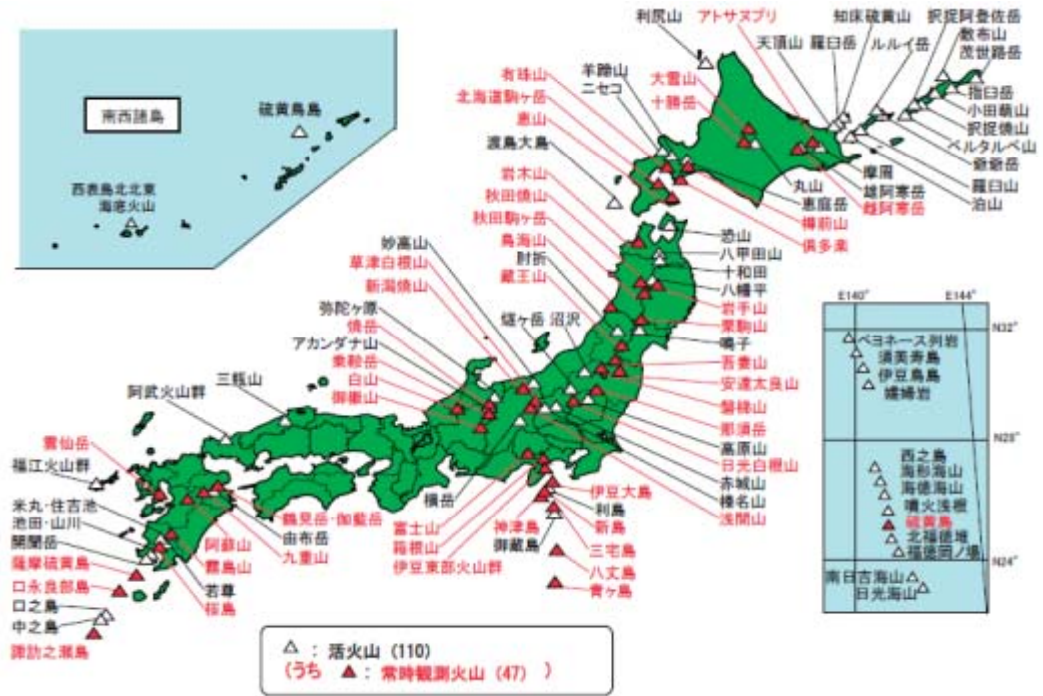 南西諸島
硫黄鳥島
西表島北北東
海底火山
利尻山
アトサヌプリ
知床硫黄山
択捉阿登佐岳
天頂山
羅臼岳
ルルイ岳
散布山
茂世路岳
羊蹄山
ニセコ
大雪山
十勝岳
有珠山
北海道駒ヶ岳
恵山
渡島大島
指臼岳
小田萌山
択捉焼山
ベルタルベ山
爺爺岳
羅臼山
泊山
摩周
雄阿寒岳
雌阿寒岳
丸山
恵庭岳
樽前山
倶多楽
岩木山
秋田焼山
秋田駒ヶ岳
鳥海山
肘折
蔵王山
恐山
八甲田山
十和田
八幡平
岩手山
栗駒山
鳴子
妙高山
草津白根山
新潟焼山
燧ヶ岳
沼沢
弥陀ヶ原
焼岳
アカンダナ山
乗鞍岳
白山
御嶽山
吾妻山
安達太良山
磐梯山
那須岳
高原山
日光白根山
赤城山
榛名山
浅間山
三瓶山
阿武火山群
雲仙岳
福江火山群
米丸・住吉池
池田・山川
開聞岳
薩摩硫黄島
口永良部島
口之島
中之島
諏訪之瀬島
鶴見岳・伽藍岳
由布岳
九重山
阿蘇山
霧島山
若尊
桜島
横岳
富士山
箱根山
伊豆東部火山群
伊豆大島
利島
新島
神津島
御蔵島
三宅島
八丈島
青ヶ島
E140°
E144°
N32°
ベヨネース列岩
須美寿島
伊豆鳥島
孀婦岩
N28°
西之島
海形海山
海徳海山
噴火浅根
硫黄島
北福徳堆
福徳岡ノ場
N24°
南日吉海山
日光海山
△ : 活火山 (110)
(うち ▲ : 常時観測火山 (47) )